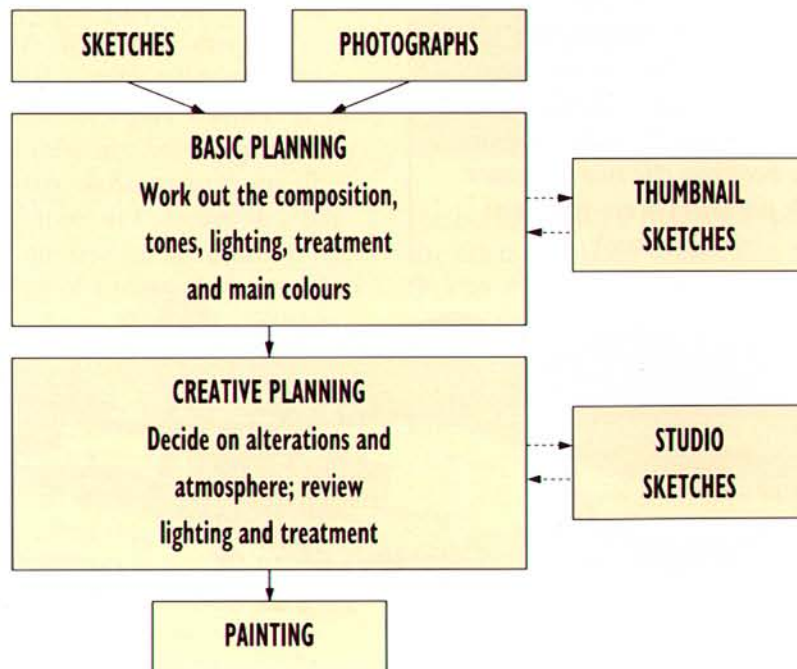 SKETCHES
PHOTOGRAPHS
BASIC PLANNING
Work out the composition,
tones, lighting, treatment
and main colours
THUMBNAIL
SKETCHES
CREATIVE PLANNING
Decide on alterations and
atmosphere; review
lighting and treatment
STUDIO
SKETCHES
PAINTING